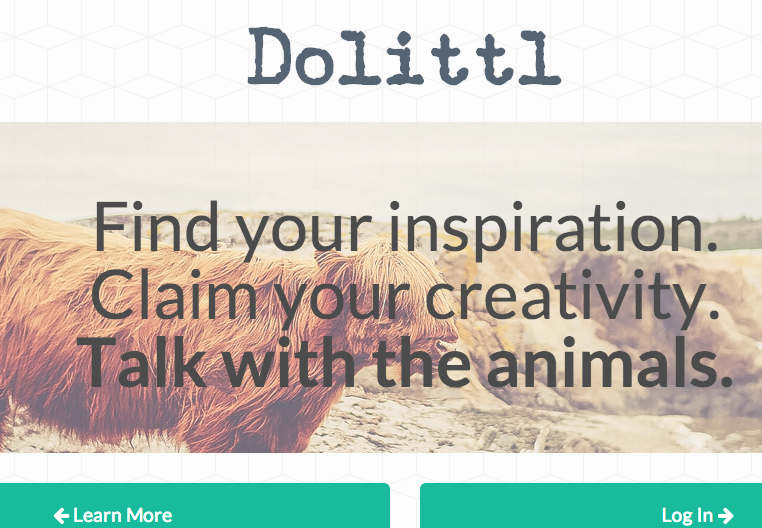 Dolittl
Find your inspiration.
Claim your creativity.
Talk with the animals.
Learn More
Log In